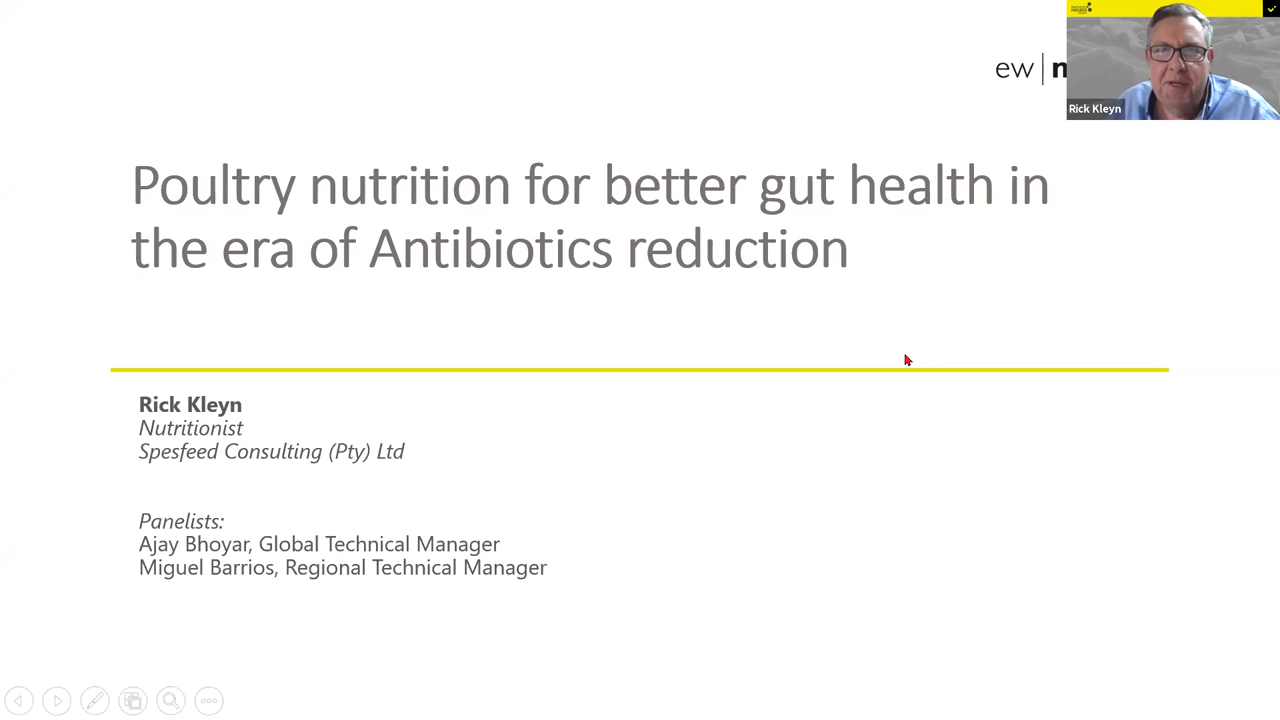 ew
Rick Kleyn
Poultry nutrition for better gut health in
the era of Antibiotics reduction
Rick Kleyn
Nutritionist
Spesfeed Consulting (Pty) Ltd
Panelists:
Ajay Bhoyar, Global Technical Manager
Miguel Barrios, Regional Technical Manager